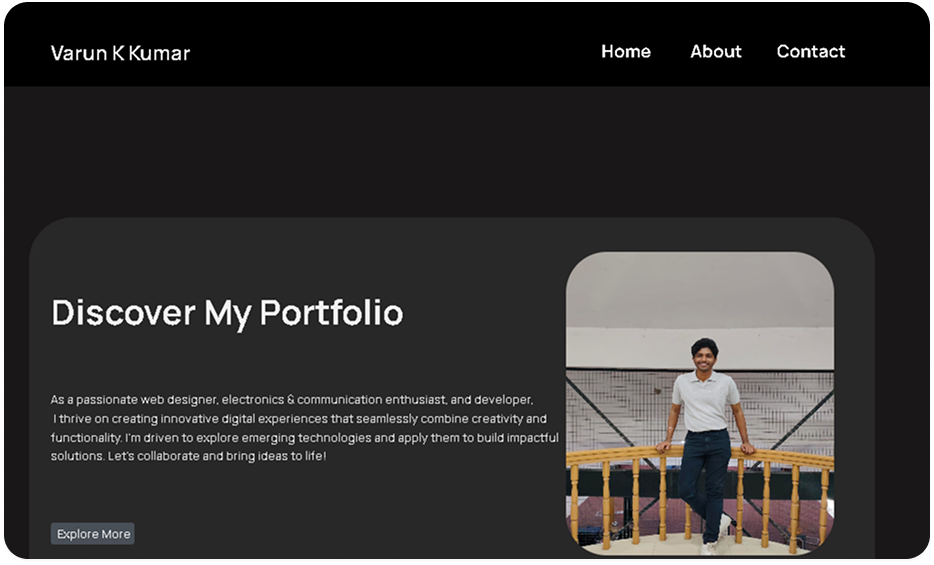 Varun K Kumar
Home About Contact
Discover My Portfolio
As a passionate web designer, electronics & communication enthusiast, and developer,
I thrive on creating innovative digital experiences that seamlessly combine creativity and
functionality. I'm driven to explore emerging technologies and apply them to build impactful
solutions. Let's collaborate and bring ideas to life!
Explore More